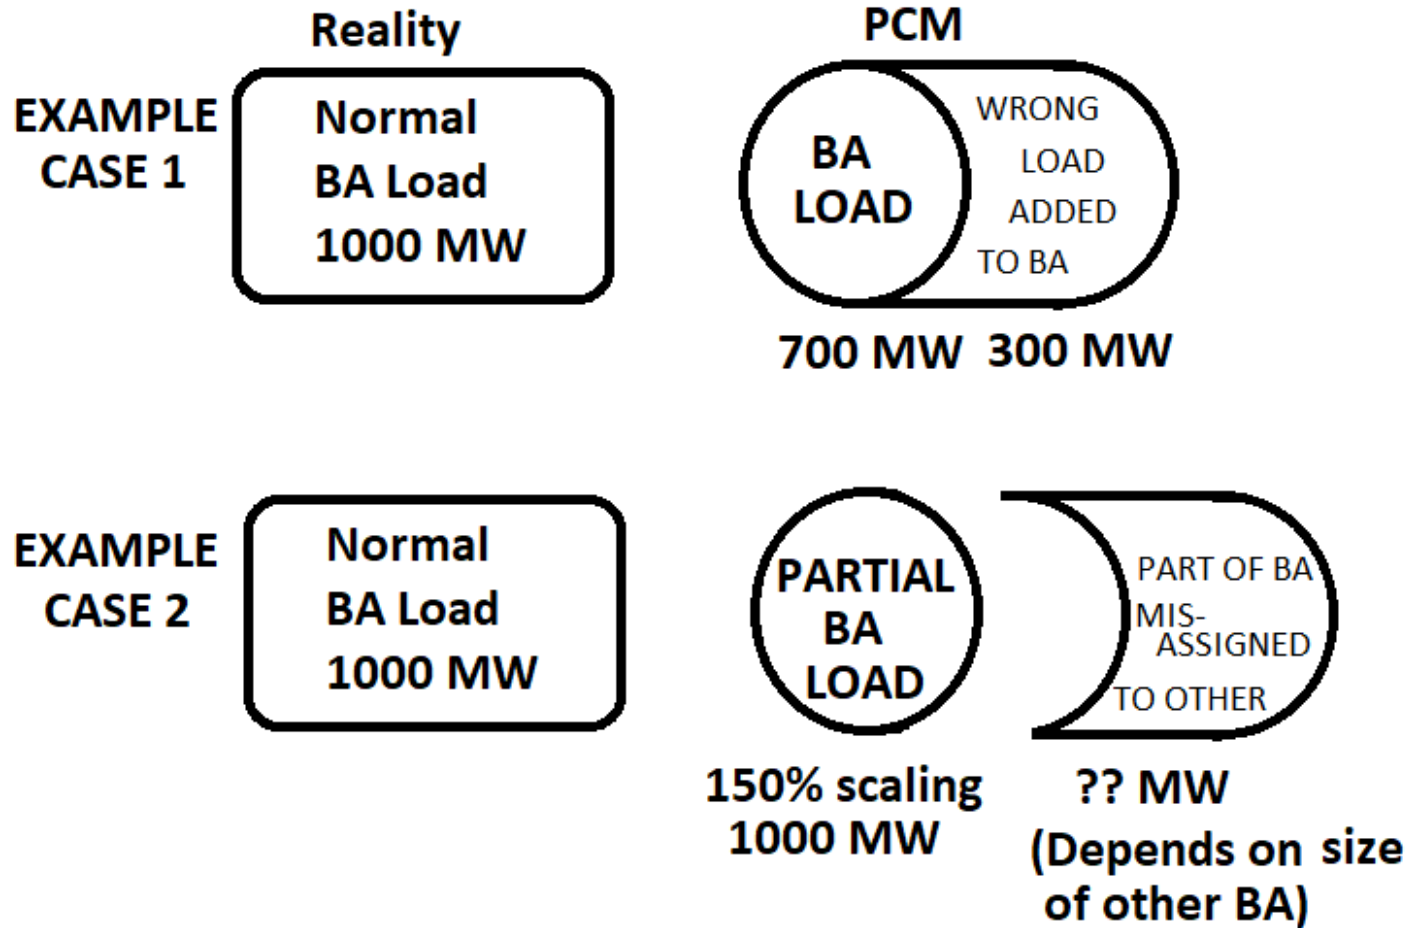 Reality
PCM
EXAMPLE
CASE 1
Normal
BA Load
1000 MW
BA
LOAD
WRONG
LOAD
ADDED
TO BA
700 MW
300 MW
EXAMPLE
CASE 2
Normal
BA Load
1000 MW
PARTIAL
BA
LOAD
PART OF BA
MIS-
ASSIGNED
TO OTHER
150% scaling
1000 MW
?? MW
(Depends on size
of other BA)